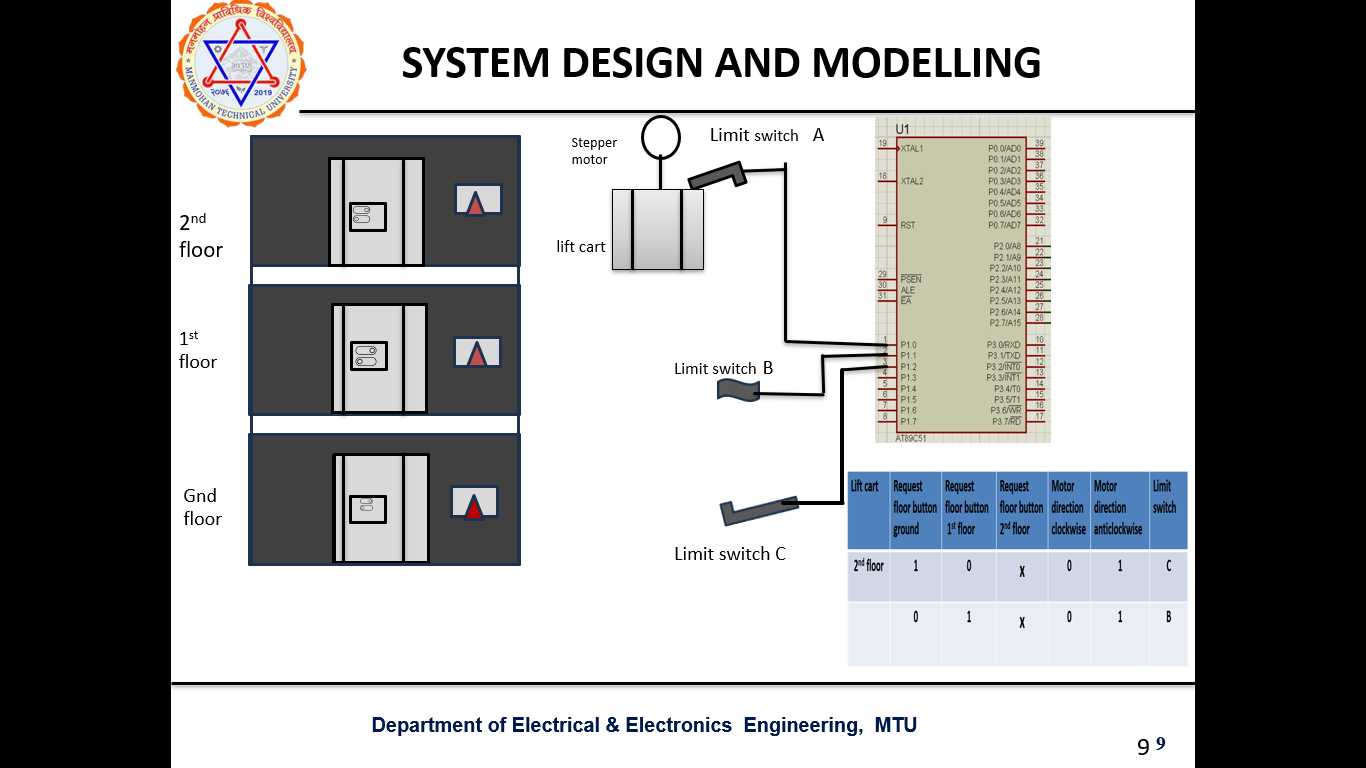 मनमोहन प्राविधिक विश्वविद्यालय
२०७६ 2019
MANMOHAN TECHNICAL UNIVERSITY
SYSTEM DESIGN AND MODELLING
2nd
floor
1st
floor
Gnd
floor
Stepper
motor
Limit switch A
lift cart
Limit switch B
Limit switch C
U1
19 XTAL1 P0.0/AD0 39
P0.1/AD1 38
P0.2/AD2 37
18 XTAL2 P0.3/AD3 36
P0.4/AD4 35
P0.5/AD5 34
P0.6/AD6 33
9 RST P0.7/AD7 32
P2.0/A8 21
P2.1/A9 22
P2.2/A10 23
29 PSEN P2.3/A11 24
30 ALE P2.4/A12 25
31 EA P2.5/A13 26
P2.6/A14 27
P2.7/A15 28
1 P1.0 P3.0/RXD 10
2 P1.1 P3.1/TXD 11
3 P1.2 P3.2/INT0 12
4 P1.3 P3.3/INT1 13
5 P1.4 P3.4/T0 14
6 P1.5 P3.5/T1 15
7 P1.6 P3.6/WR 16
8 P1.7 P3.7/RD 17
AT89C51
Lift cart Request Request Request Motor Motor Limit
floor button floor button floor button direction direction switch
ground 1st floor 2nd floor clockwise anticlockwise
2nd floor 1 0 X 0 1 C
0 1 X 0 1 B
Department of Electrical & Electronics Engineering, MTU
9 9